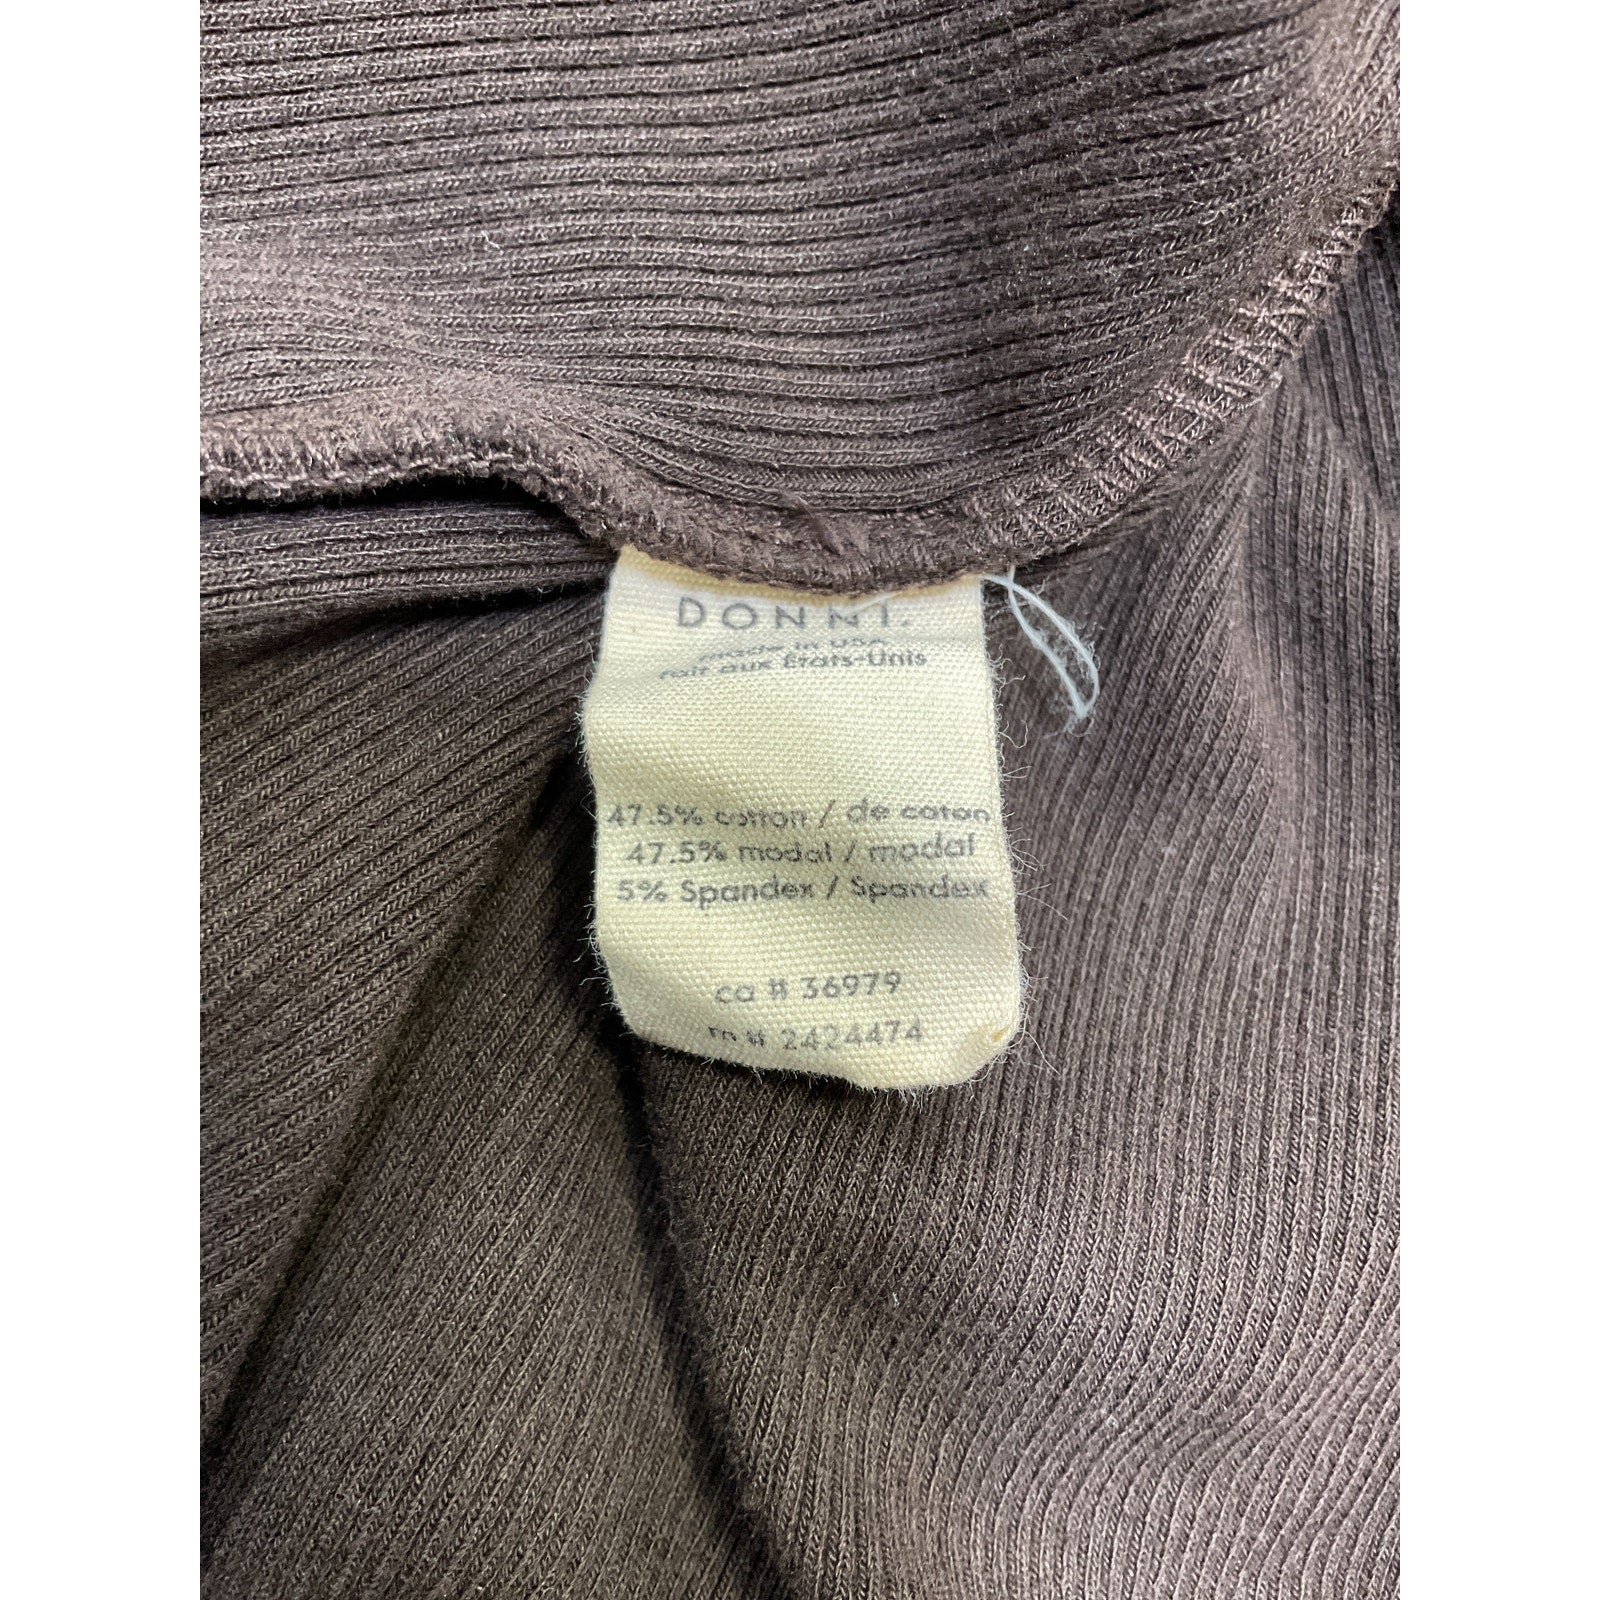 DONNI.
made in USA
fait aux États-Unis
47.5% cotton / de coton
47.5% modal / modal
5% Spandex / Spandex
ca # 36979
rn # 2424474